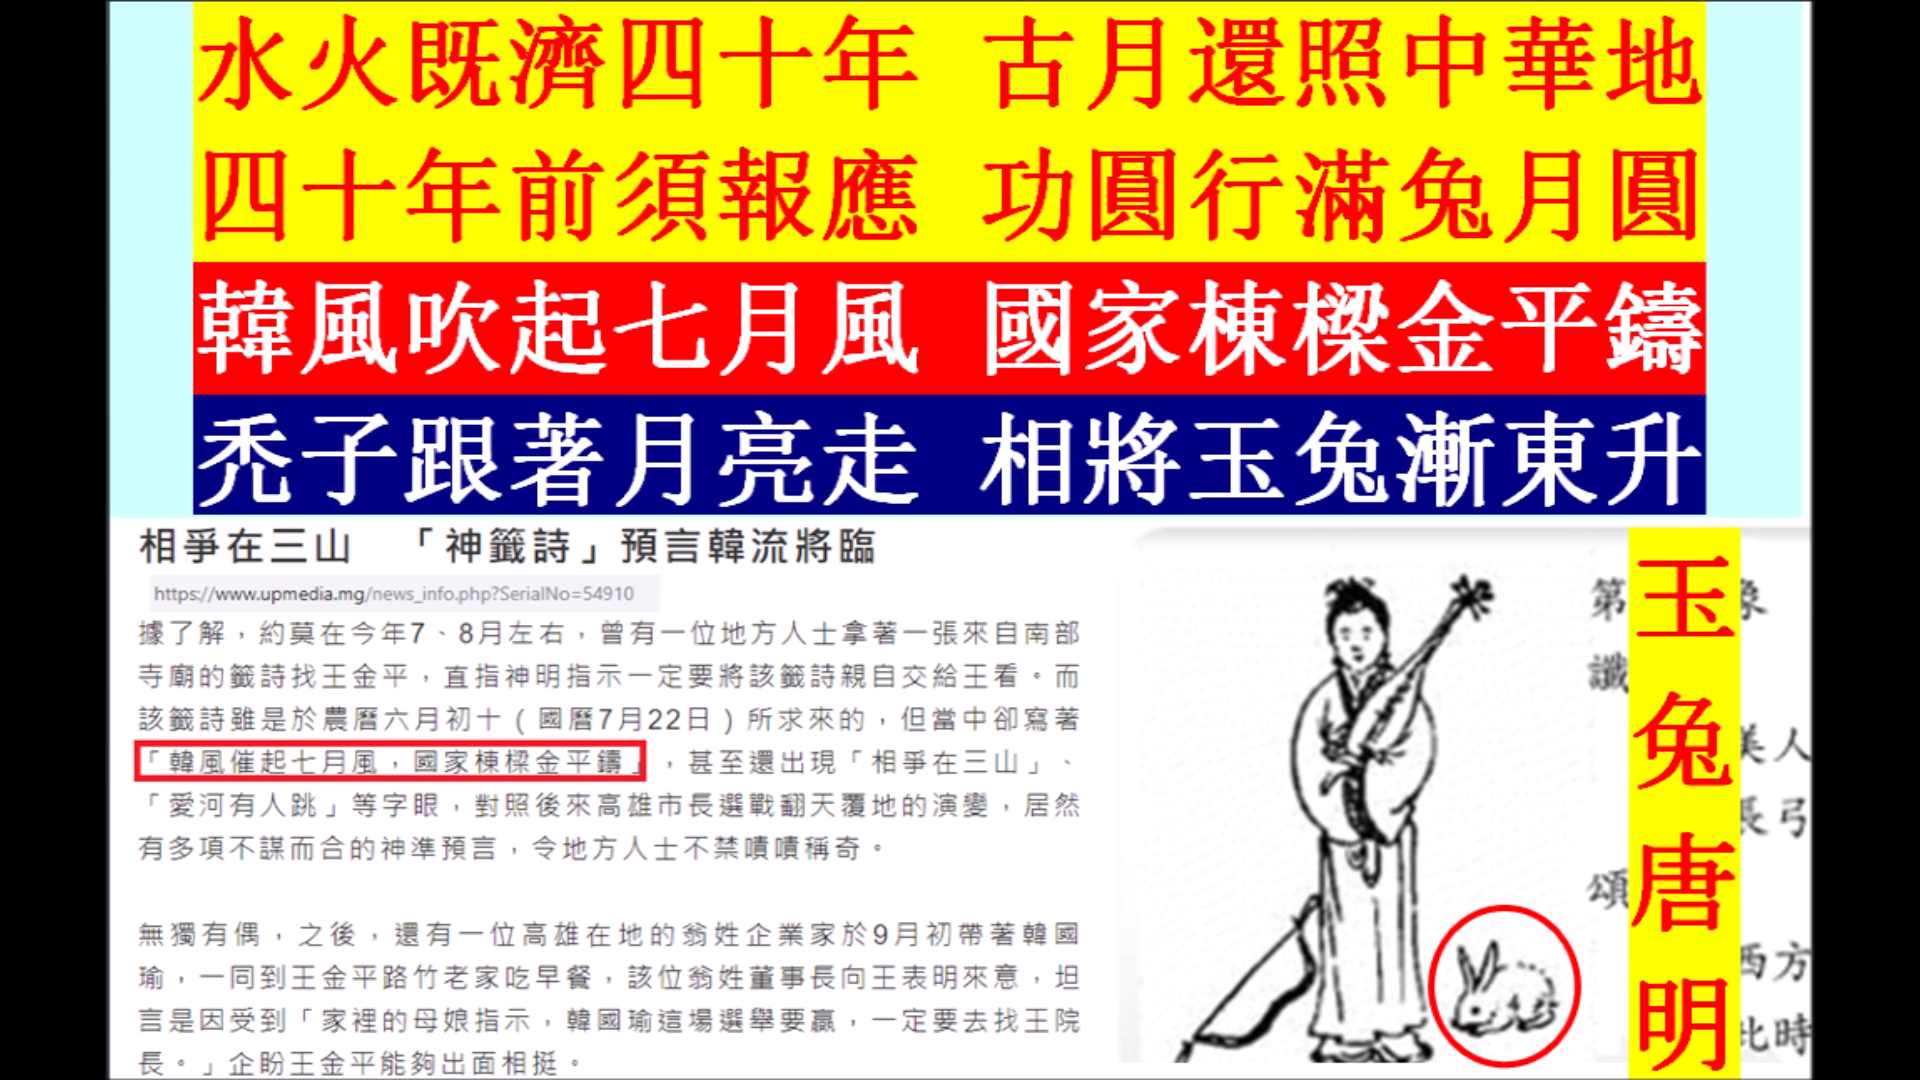 水火既濟四十年 古月還照中華地
四十年前須報應 功圓行滿兔月圓
韓風吹起七月風 國家棟樑金平鑄
禿子跟著月亮走 相將玉兔漸東升
相爭在三山 「神籤詩」預言韓流將臨
https://www.upmedia.mg/news_info.php?SerialNo=54910
據了解，約莫在今年7、8月左右，曾有一位地方人士拿著一張來自南部
寺廟的籤詩找王金平，直指神明指示一定要將該籤詩親自交給王看。而
該籤詩雖是於農曆六月初十（國曆7月22日）所求來的，但當中卻寫著
「韓風催起七月風，國家棟樑金平鑄」，甚至還出現「相爭在三山」、
「愛河有人跳」等字眼，對照後來高雄市長選戰翻天覆地的演變，居然
有多項不謀而合的神準預言，令地方人士不禁嘖嘖稱奇。
無獨有偶，之後，還有一位高雄在地的翁姓企業家於9月初帶著韓國
瑜，一同到王金平路竹老家吃早餐，該位翁姓董事長向王表明來意，坦
言是因受到「家裡的母娘指示，韓國瑜這場選舉要贏，一定要去找王院
長。」企盼王金平能夠出面相挺。
玉兔唐明
第 象
讖
美人
長弓
頌
西方
此時